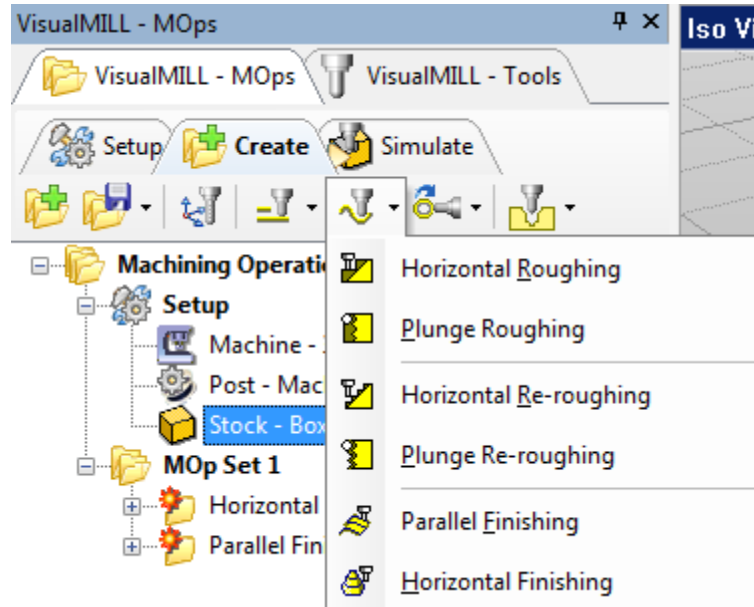 VisualMILL - MOps
Iso Vi
VisualMILL - MOps VisualMILL - Tools
Setup Create Simulate
Machining Operati
Setup
Machine -
Post - Mac
Stock - Box
MOp Set 1
Horizontal
Parallel Fin
Horizontal Roughing
Plunge Roughing
Horizontal Re-roughing
Plunge Re-roughing
Parallel Finishing
Horizontal Finishing